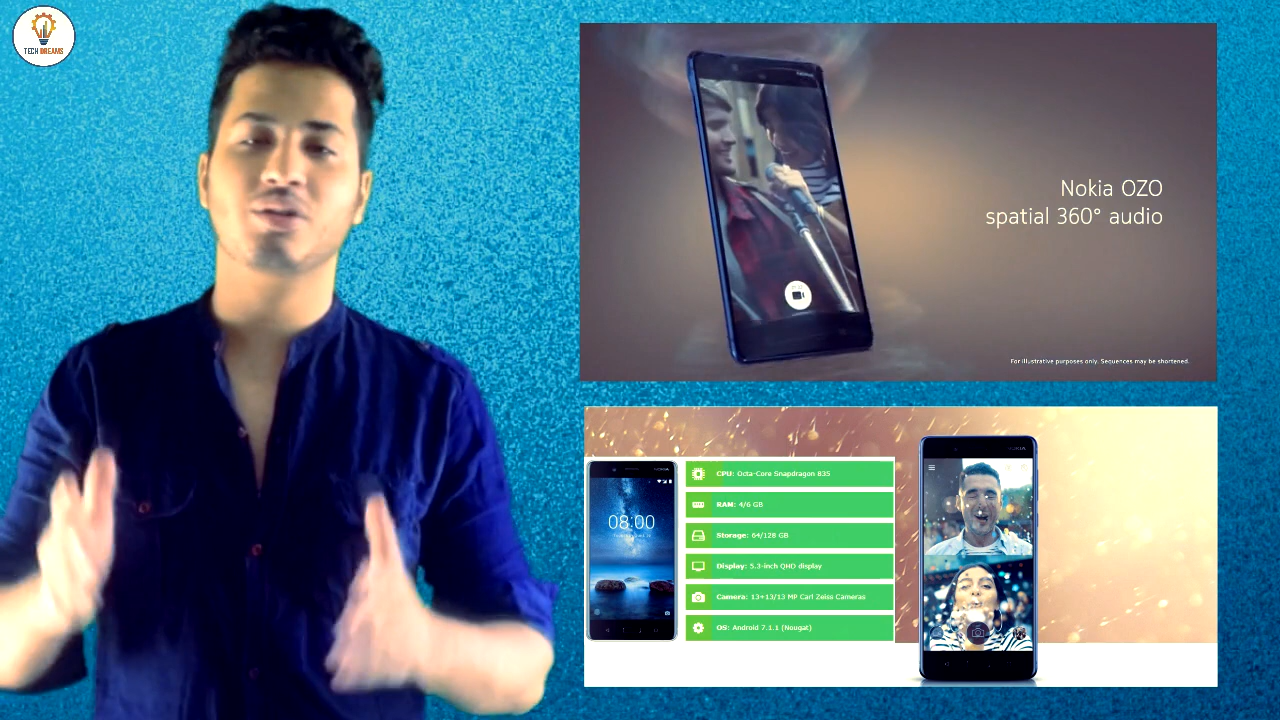 TECH DREAMS
Nokia OZO
spatial 360° audio
For illustrative purposes only. Sequences may be shortened.
NOKIA
08:00
CPU: Octa-Core Snapdragon 835
RAM: 4/6 GB
Storage: 64/128 GB
Display: 5.3-inch QHD display
Camera: 13+13/13 MP Carl Zeiss Cameras
OS: Android 7.1.1 (Nougat)
NOKIA